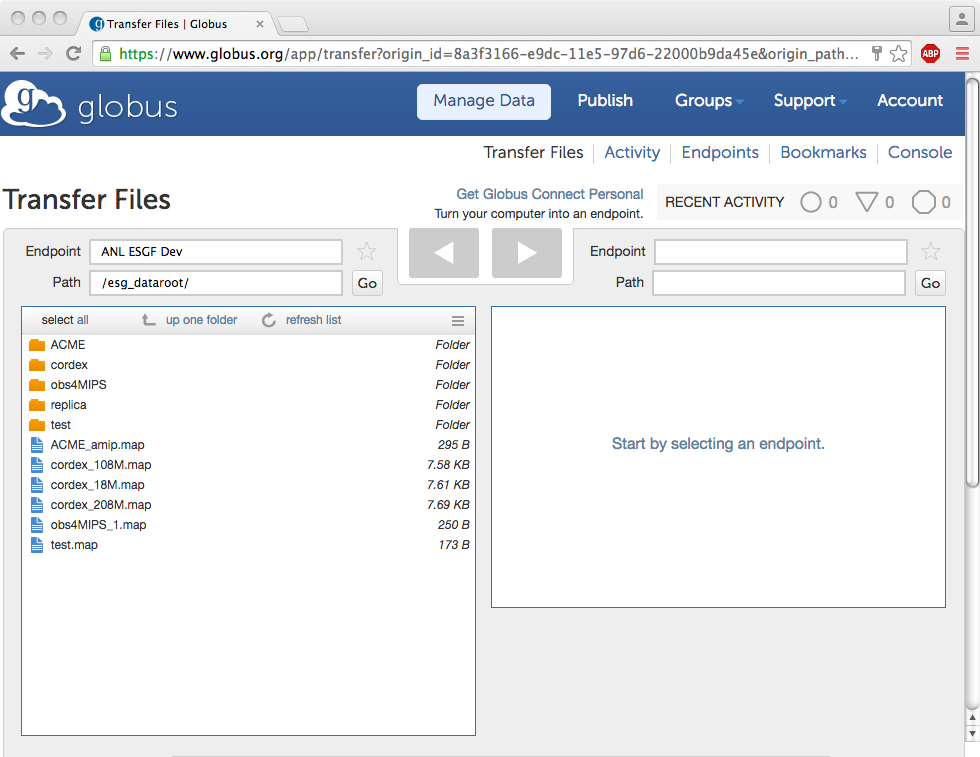 Transfer Files | Globus
https://www.globus.org/app/transfer?origin_id=8a3f3166-e9dc-11e5-97d6-22000b9da45e&origin_path...
ABP
g globus
Manage Data Publish Groups Support Account
Transfer Files Activity Endpoints Bookmarks Console
Transfer Files
Get Globus Connect Personal
Turn your computer into an endpoint.
RECENT ACTIVITY 0 0 0
Endpoint ANL ESGF Dev
Path /esg_dataroot/ Go
select all up one folder refresh list
ACME Folder
cordex Folder
obs4MIPS Folder
replica Folder
test Folder
ACME_amip.map 295 B
cordex_108M.map 7.58 KB
cordex_18M.map 7.61 KB
cordex_208M.map 7.69 KB
obs4MIPS_1.map 250 B
test.map 173 B
Endpoint
Path Go
Start by selecting an endpoint.